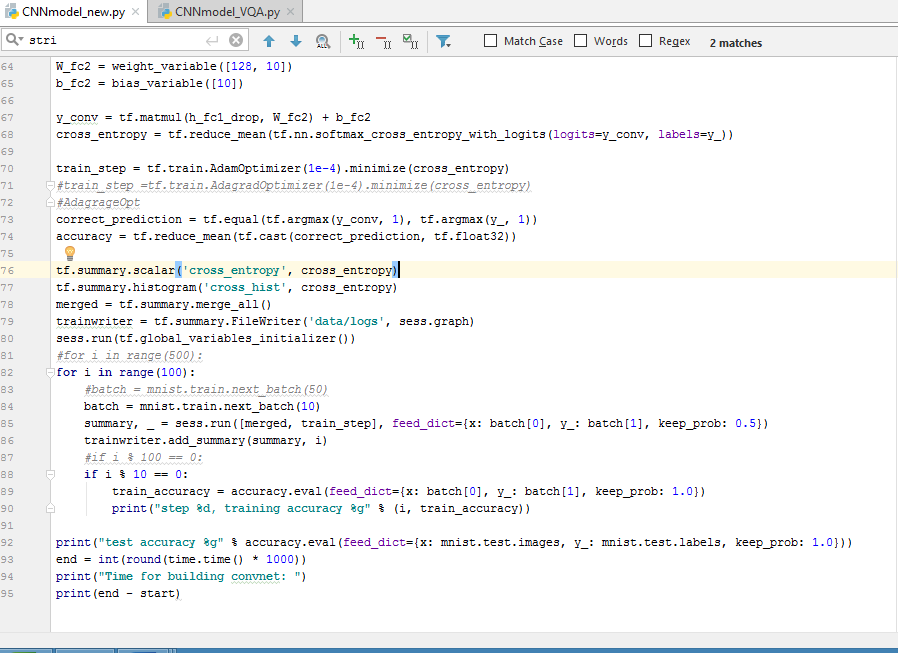 CNNmodel_new.py
CNNmodel_VQA.py
stri
Match Case
Words
Regex
2 matches
64 W_fc2 = weight_variable([128, 10])
65 b_fc2 = bias_variable([10])
66
67 y_conv = tf.matmul(h_fc1_drop, W_fc2) + b_fc2
68 cross_entropy = tf.reduce_mean(tf.nn.softmax_cross_entropy_with_logits(logits=y_conv, labels=y_))
69
70 train_step = tf.train.AdamOptimizer(1e-4).minimize(cross_entropy)
71 #train_step =tf.train.AdagradOptimizer(1e-4).minimize(cross_entropy)
72 #AdagrageOpt
73 correct_prediction = tf.equal(tf.argmax(y_conv, 1), tf.argmax(y_, 1))
74 accuracy = tf.reduce_mean(tf.cast(correct_prediction, tf.float32))
75
76 tf.summary.scalar('cross_entropy', cross_entropy)
77 tf.summary.histogram('cross_hist', cross_entropy)
78 merged = tf.summary.merge_all()
79 trainwriter = tf.summary.FileWriter('data/logs', sess.graph)
80 sess.run(tf.global_variables_initializer())
81 #for i in range(500):
82 for i in range(100):
83 #batch = mnist.train.next_batch(50)
84 batch = mnist.train.next_batch(10)
85 summary, _ = sess.run([merged, train_step], feed_dict={x: batch[0], y_: batch[1], keep_prob: 0.5})
86 trainwriter.add_summary(summary, i)
87 #if i % 100 == 0:
88 if i % 10 == 0:
89 train_accuracy = accuracy.eval(feed_dict={x: batch[0], y_: batch[1], keep_prob: 1.0})
90 print("step %d, training accuracy %g" % (i, train_accuracy))
91
92 print("test accuracy %g" % accuracy.eval(feed_dict={x: mnist.test.images, y_: mnist.test.labels, keep_prob: 1.0}))
93 end = int(round(time.time() * 1000))
94 print("Time for building convnet: ")
95 print(end - start)